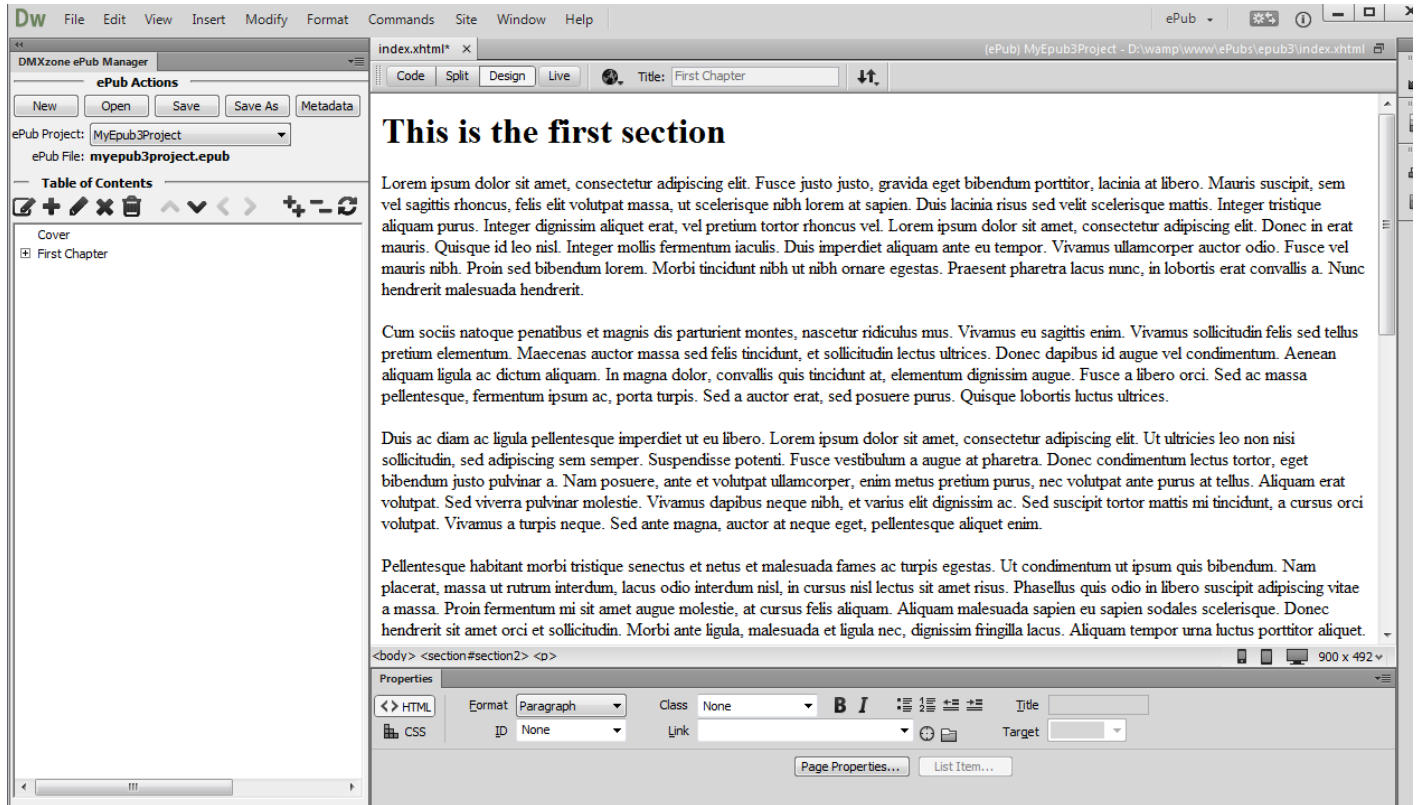 Dw File Edit View Insert Modify Format Commands Site Window Help ePub
DMXzone ePub Manager
ePub Actions
New Open Save Save As Metadata
ePub Project: MyEpub3Project
ePub File: myepub3project.epub
Table of Contents
Cover
First Chapter
index.xhtml* × (ePub) MyEpub3Project - D:\wamp\www\ePubs\epub3\index.xhtml
Code Split Design Live Title: First Chapter
This is the first section
Lorem ipsum dolor sit amet, consectetur adipiscing elit. Fusce justo justo, gravida eget bibendum porttitor, lacinia at libero. Mauris suscipit, sem
vel sagittis rhoncus, felis elit volutpat massa, ut scelerisque nibh lorem at sapien. Duis lacinia risus sed velit scelerisque mattis. Integer tristique
aliquam purus. Integer dignissim aliquet erat, vel pretium tortor rhoncus vel. Lorem ipsum dolor sit amet, consectetur adipiscing elit. Donec in erat
mauris. Quisque id leo nisl. Integer mollis fermentum iaculis. Duis imperdiet aliquam ante eu tempor. Vivamus ullamcorper auctor odio. Fusce vel
mauris nibh. Proin sed bibendum lorem. Morbi tincidunt nibh ut nibh ornare egestas. Praesent pharetra lacus nunc, in lobortis erat convallis a. Nunc
hendrerit malesuada hendrerit.
Cum sociis natoque penatibus et magnis dis parturient montes, nascetur ridiculus mus. Vivamus eu sagittis enim. Vivamus sollicitudin felis sed tellus
pretium elementum. Maecenas auctor massa sed felis tincidunt, et sollicitudin lectus ultrices. Donec dapibus id augue vel condimentum. Aenean
aliquam ligula ac dictum aliquam. In magna dolor, convallis quis tincidunt at, elementum dignissim augue. Fusce a libero orci. Sed ac massa
pellentesque, fermentum ipsum ac, porta turpis. Sed a auctor erat, sed posuere purus. Quisque lobortis luctus ultrices.
Duis ac diam ac ligula pellentesque imperdiet ut eu libero. Lorem ipsum dolor sit amet, consectetur adipiscing elit. Ut ultricies leo non nisi
sollicitudin, sed adipiscing sem semper. Suspendisse potenti. Fusce vestibulum a augue at pharetra. Donec condimentum lectus tortor, eget
bibendum justo pulvinar a. Nam posuere, ante et volutpat ullamcorper, enim metus pretium purus, nec volutpat ante purus at tellus. Aliquam erat
volutpat. Sed viverra pulvinar molestie. Vivamus dapibus neque nibh, et varius elit dignissim ac. Sed suscipit tortor mattis mi tincidunt, a cursus orci
volutpat. Vivamus a turpis neque. Sed ante magna, auctor at neque eget, pellentesque aliquet enim.
Pellentesque habitant morbi tristique senectus et netus et malesuada fames ac turpis egestas. Ut condimentum ut ipsum quis bibendum. Nam
placerat, massa ut rutrum interdum, lacus odio interdum nisl, in cursus nisl lectus sit amet risus. Phasellus quis odio in libero suscipit adipiscing vitae
a massa. Proin fermentum mi sit amet augue molestie, at cursus felis aliquam. Aliquam malesuada sapien eu sapien sodales scelerisque. Donec
hendrerit sit amet orci et sollicitudin. Morbi ante ligula, malesuada et ligula nec, dignissim fringilla lacus. Aliquam tempor urna luctus porttitor aliquet.
<body> <section#section2> <p> 900 x 492
Properties
<> HTML Format Paragraph Class None B I Title
CSS ID None Link Target
Page Properties... List Item...